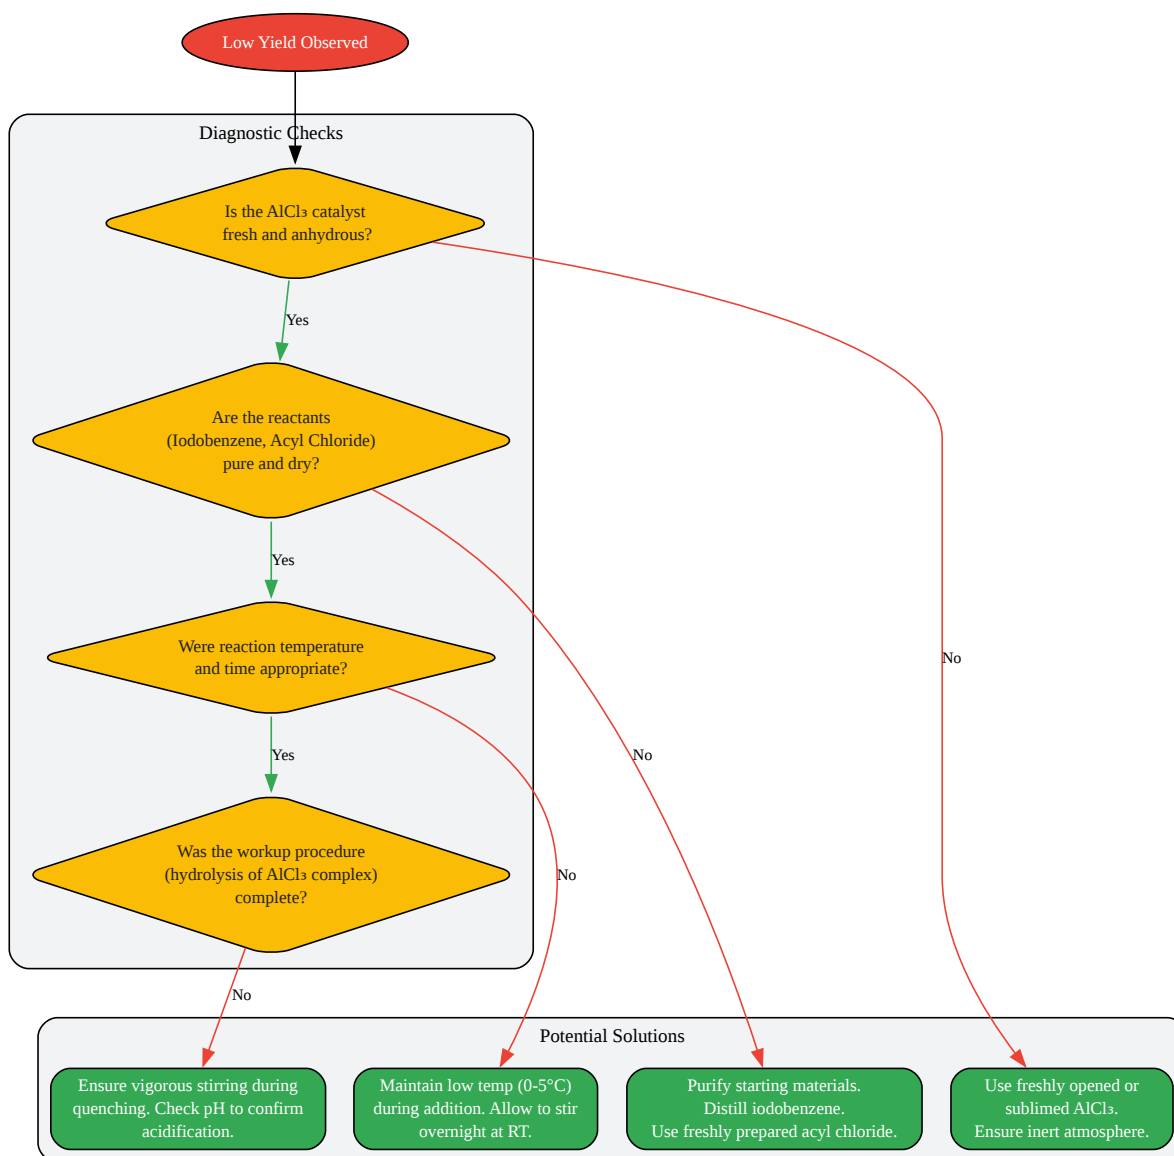 Low Yield Observed
Diagnostic Checks
Is the AlCl₃ catalyst
fresh and anhydrous?
Yes
Are the reactants
(Iodobenzene, Acyl Chloride)
pure and dry?
Yes
Were reaction temperature
and time appropriate?
No
No
Yes
Was the workup procedure
(hydrolysis of AlCl₃ complex)
complete?
No
No
Potential Solutions
Ensure vigorous stirring during
quenching. Check pH to confirm
acidification.
Maintain low temp (0-5°C)
during addition. Allow to stir
overnight at RT.
Purify starting materials.
Distill iodobenzene.
Use freshly prepared acyl chloride.
Use freshly opened or
sublimed AlCl₃.
Ensure inert atmosphere.